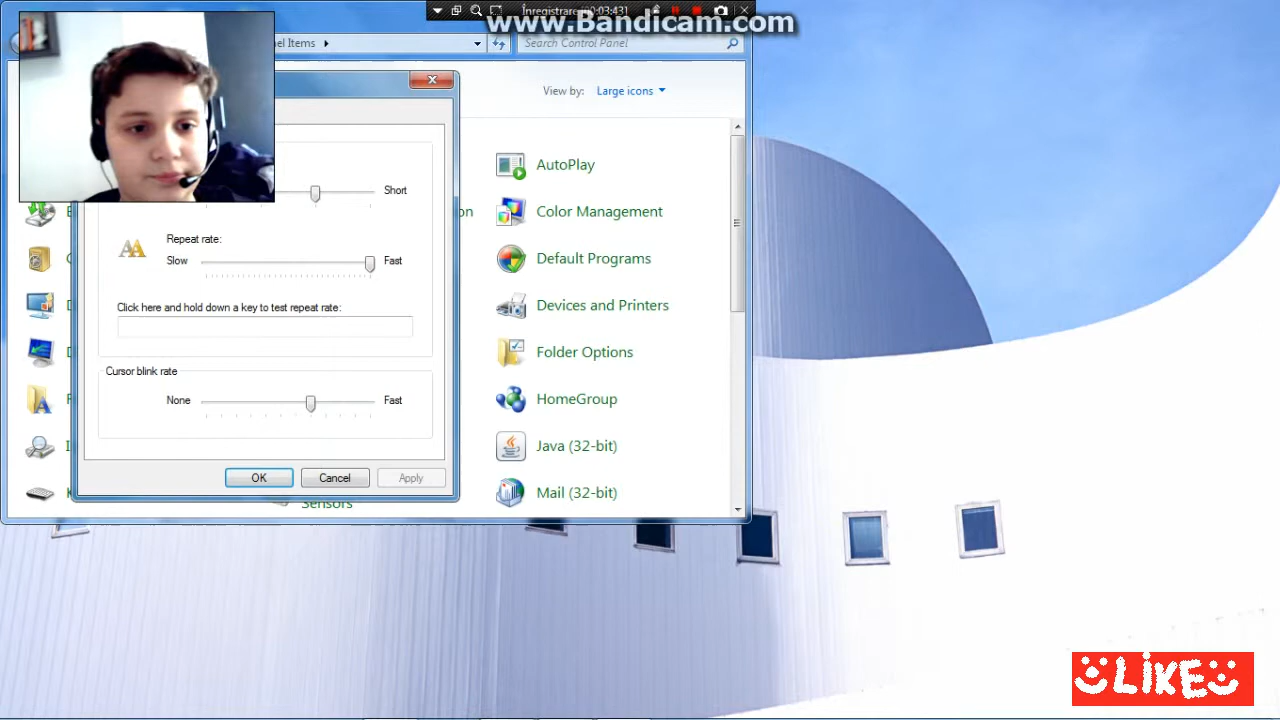 Înregistrare [00:03:43]
www.Bandicam.com
Items
Search Control Panel
View by: Large icons
Short
AutoPlay
Color Management
Repeat rate:
Slow
Fast
Default Programs
Click here and hold down a key to test repeat rate:
Devices and Printers
Folder Options
Cursor blink rate
None
Fast
HomeGroup
Java (32-bit)
OK
Cancel
Apply
Mail (32-bit)
Sensors
LIKE